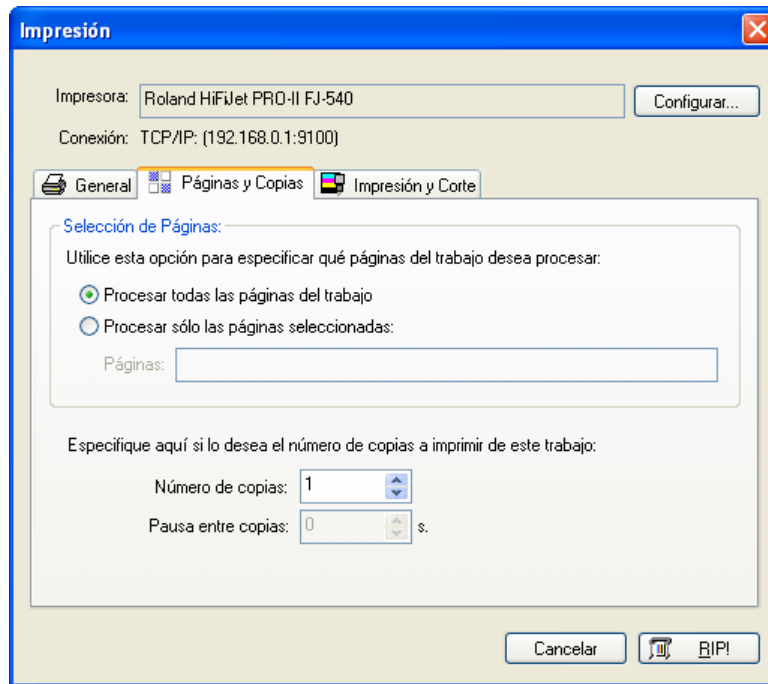 Impresión
Impresora: Roland HiFiJet PRO-II FJ-540 Configurar...
Conexión: TCP/IP: (192.168.0.1:9100)
General Páginas y Copias Impresión y Corte
Selección de Páginas:
Utilice esta opción para especificar qué páginas del trabajo desea procesar:
Procesar todas las páginas del trabajo
Procesar sólo las páginas seleccionadas:
Páginas:
Especifique aquí si lo desea el número de copias a imprimir de este trabajo:
Número de copias: 1
Pausa entre copias: 0 s.
Cancelar RIP!